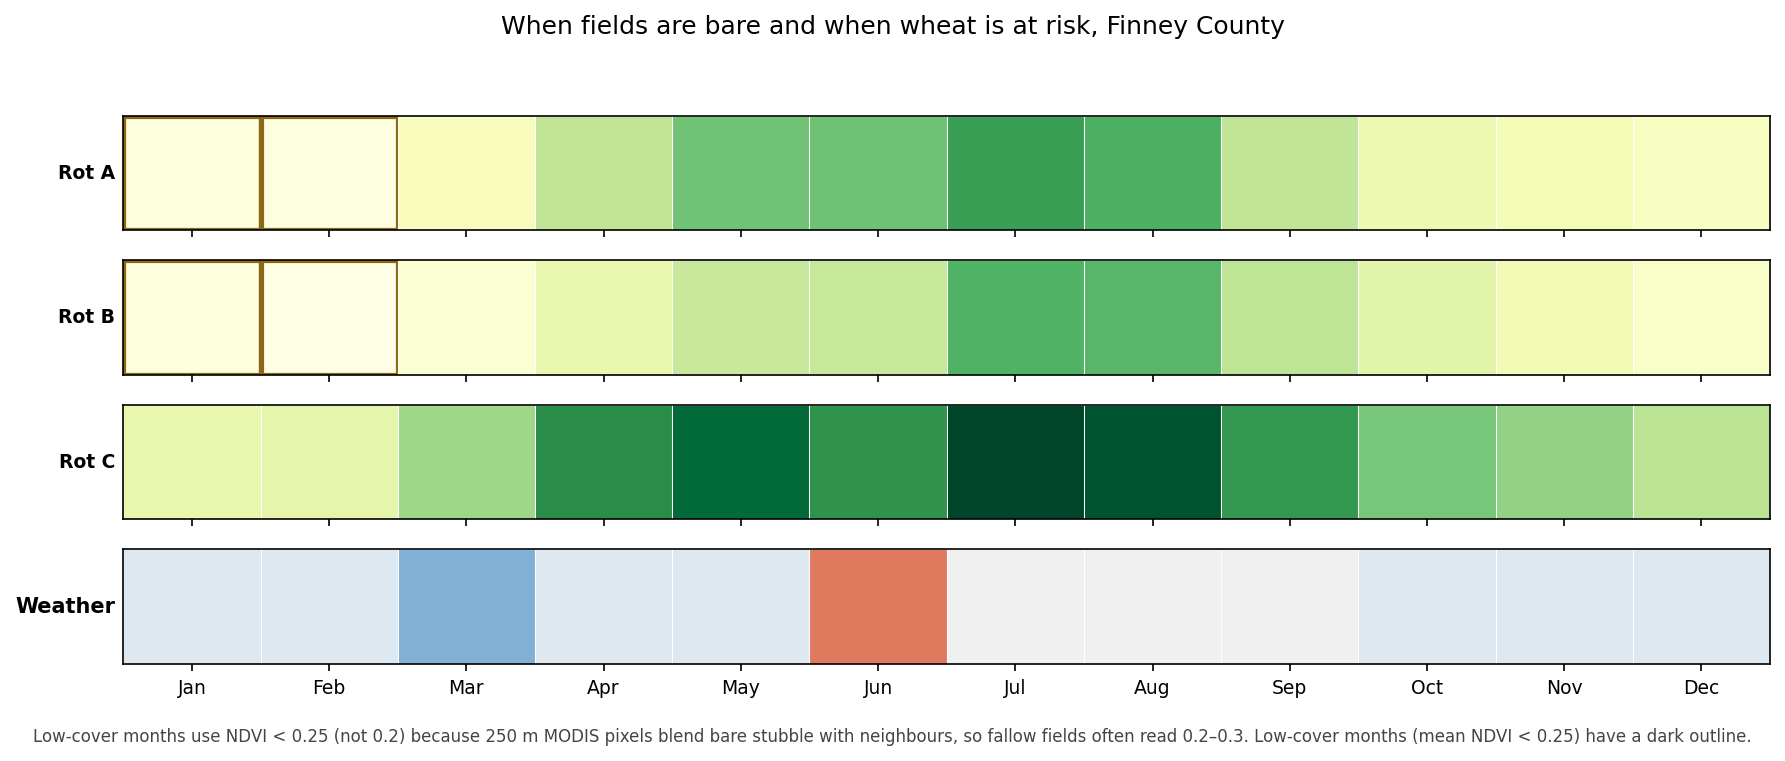 When fields are bare and when wheat is at risk, Finney County
Rot A
Rot B
Rot C
Weather
Jan Feb Mar Apr May Jun Jul Aug Sep Oct Nov Dec
Low-cover months use NDVI < 0.25 (not 0.2) because 250 m MODIS pixels blend bare stubble with neighbours, so fallow fields often read 0.2–0.3. Low-cover months (mean NDVI < 0.25) have a dark outline.